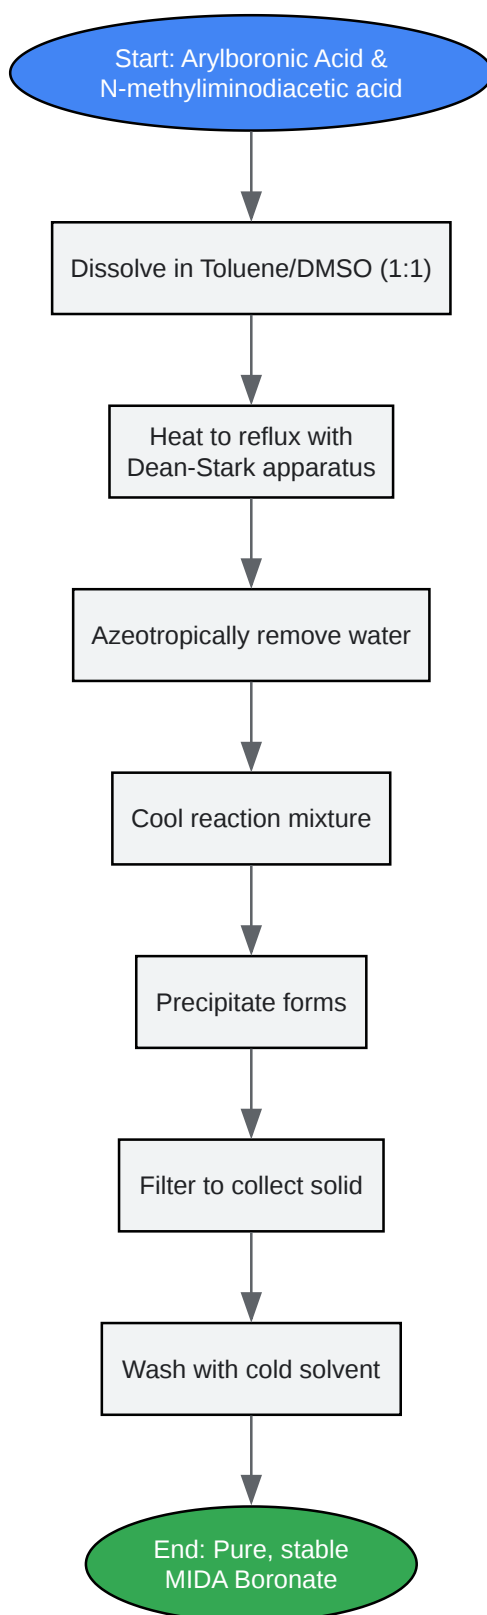 Start: Arylboronic Acid &
N-methyliminodiacetic acid
Dissolve in Toluene/DMSO (1:1)
Heat to reflux with
Dean-Stark apparatus
Azeotropically remove water
Cool reaction mixture
Precipitate forms
Filter to collect solid
Wash with cold solvent
End: Pure, stable
MIDA Boronate